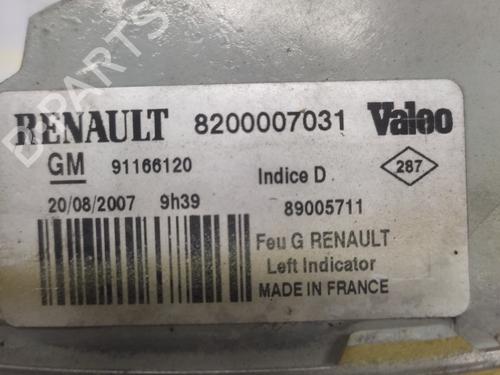 RENAULT 8200007031 Valeo
GM 91166120 Indice D 287
20/08/2007 9h39 89005711
Feu G RENAULT
Left Indicator
MADE IN FRANCE
B-PARTS